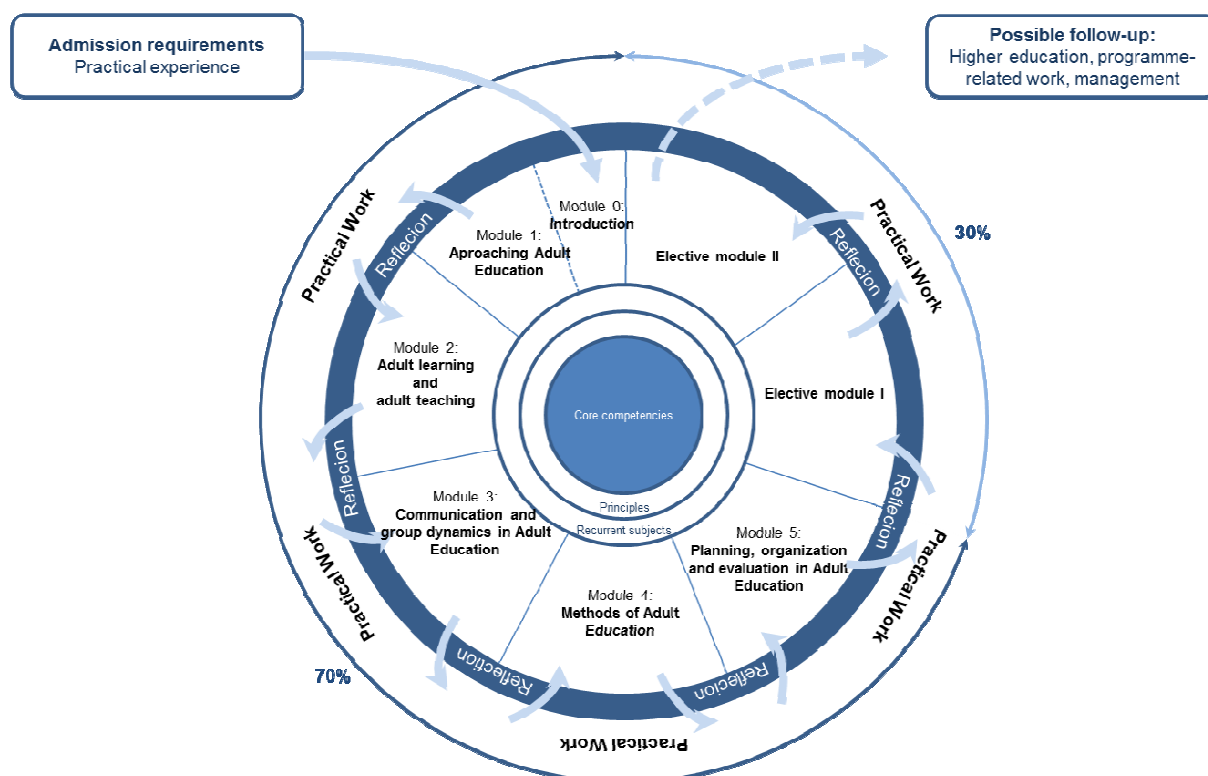 Admission requirements
Practical experience
Possible follow-up:
Higher education, programme-
related work, management
Practical Work
Reflecion
Module 0:
Introduction
Module 1:
Aproaching Adult
Education
Elective module II
Reflecion
Practical Work
30%
Module 2:
Adult learning
and
adult teaching
Elective module I
Core competencies
Principles
Recurrent subjects
Reflecion
Module 3:
Communication and
group dynamics in Adult
Education
Module 5:
Planning, organization
and evaluation in Adult
Education
Reflecion
Practical Work
Practical Work
Module 4:
Methods of Adult
Education
70%
Reflection
Reflecion
Practical Work